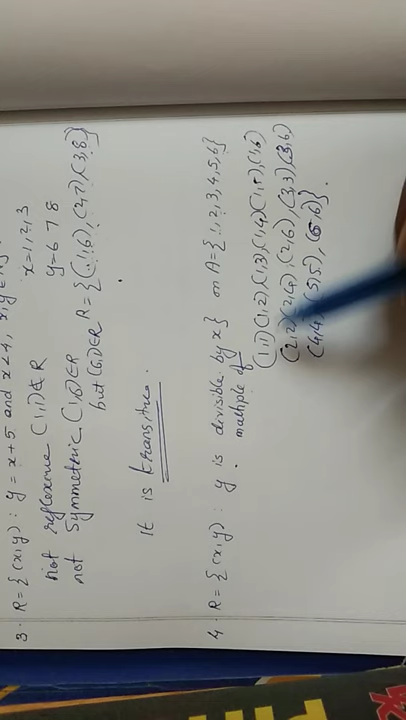 3. R = {(x,y) : y = x+5 and x<4, x,y ∈
x=1,2,3
not reflexive (1,1) ∉ R
y=6 7 8
not symmetric (1,6) ∈ R
but (6,1) ∉ R R = {(1,6), (2,7), (3,8)}
It is transitive.
4. R = {(x,y) : y is divisible by x} on A = {1,2,3,4,5,6}
multiple of
(1,1)(1,2),(1,3),(1,4)(1,5),(1,6)
(2,2)(2,4),(2,6),(3,3)(3,6)
(4,4) (5,5), (6,6)}.